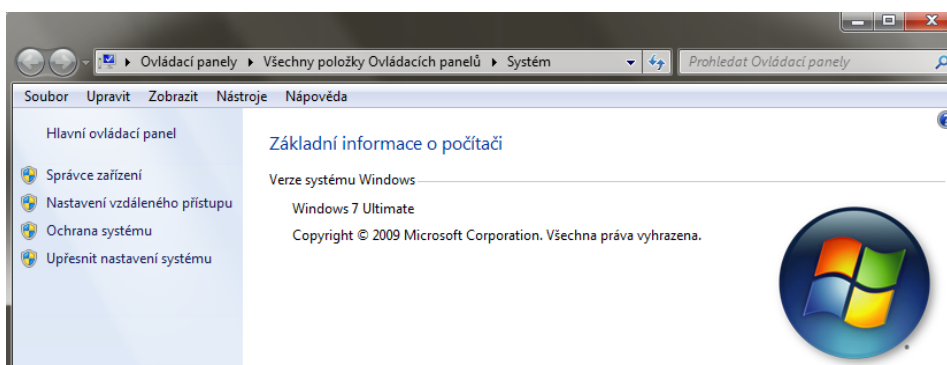 Ovládací panely Všechny položky Ovládacích panelů Systém Prohledat Ovládací panely
Soubor Upravit Zobrazit Nástroje Nápověda
Hlavní ovládací panel
Správce zařízení
Nastavení vzdáleného přístupu
Ochrana systému
Upřesnit nastavení systému
Základní informace o počítači
Verze systému Windows
Windows 7 Ultimate
Copyright © 2009 Microsoft Corporation. Všechna práva vyhrazena.